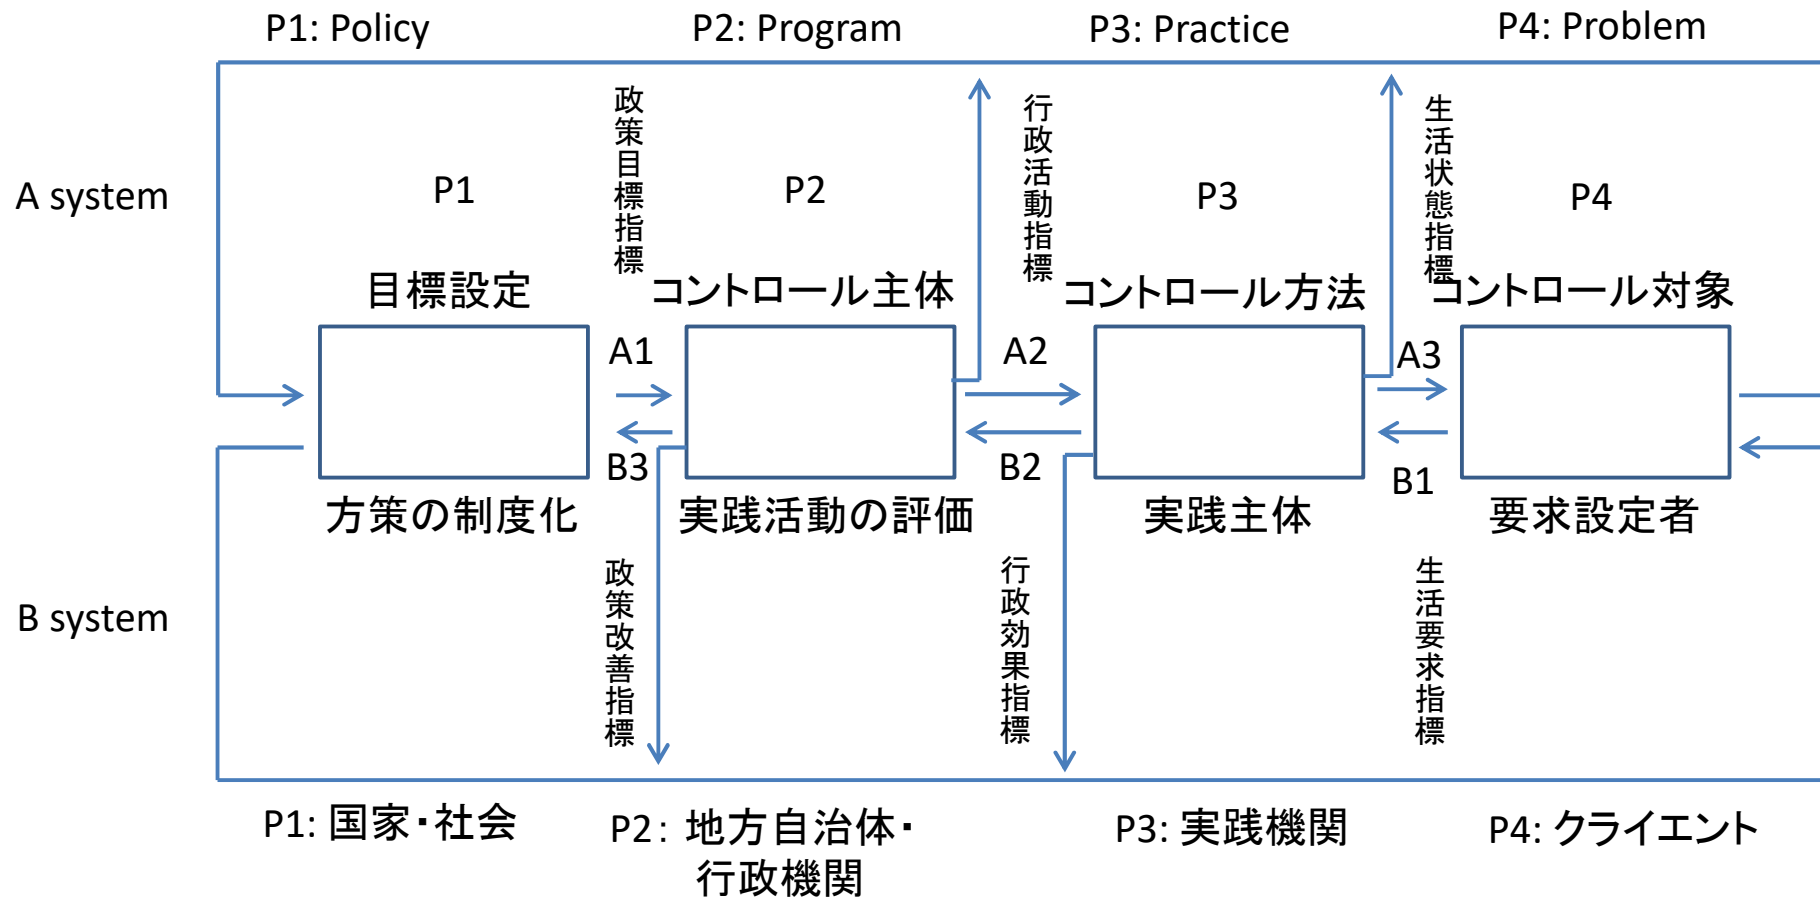 P1: Policy
P2: Program
P3: Practice
P4: Problem
政策目標指標
行政活動指標
生活状態指標
A system
P1
P2
P3
P4
目標設定
コントロール主体
コントロール方法
コントロール対象
A1
A2
A3
B3
B2
B1
方策の制度化
実践活動の評価
実践主体
要求設定者
政策改善指標
行政効果指標
生活要求指標
B system
P1: 国家・社会
P2: 地方自治体・
行政機関
P3: 実践機関
P4: クライエント